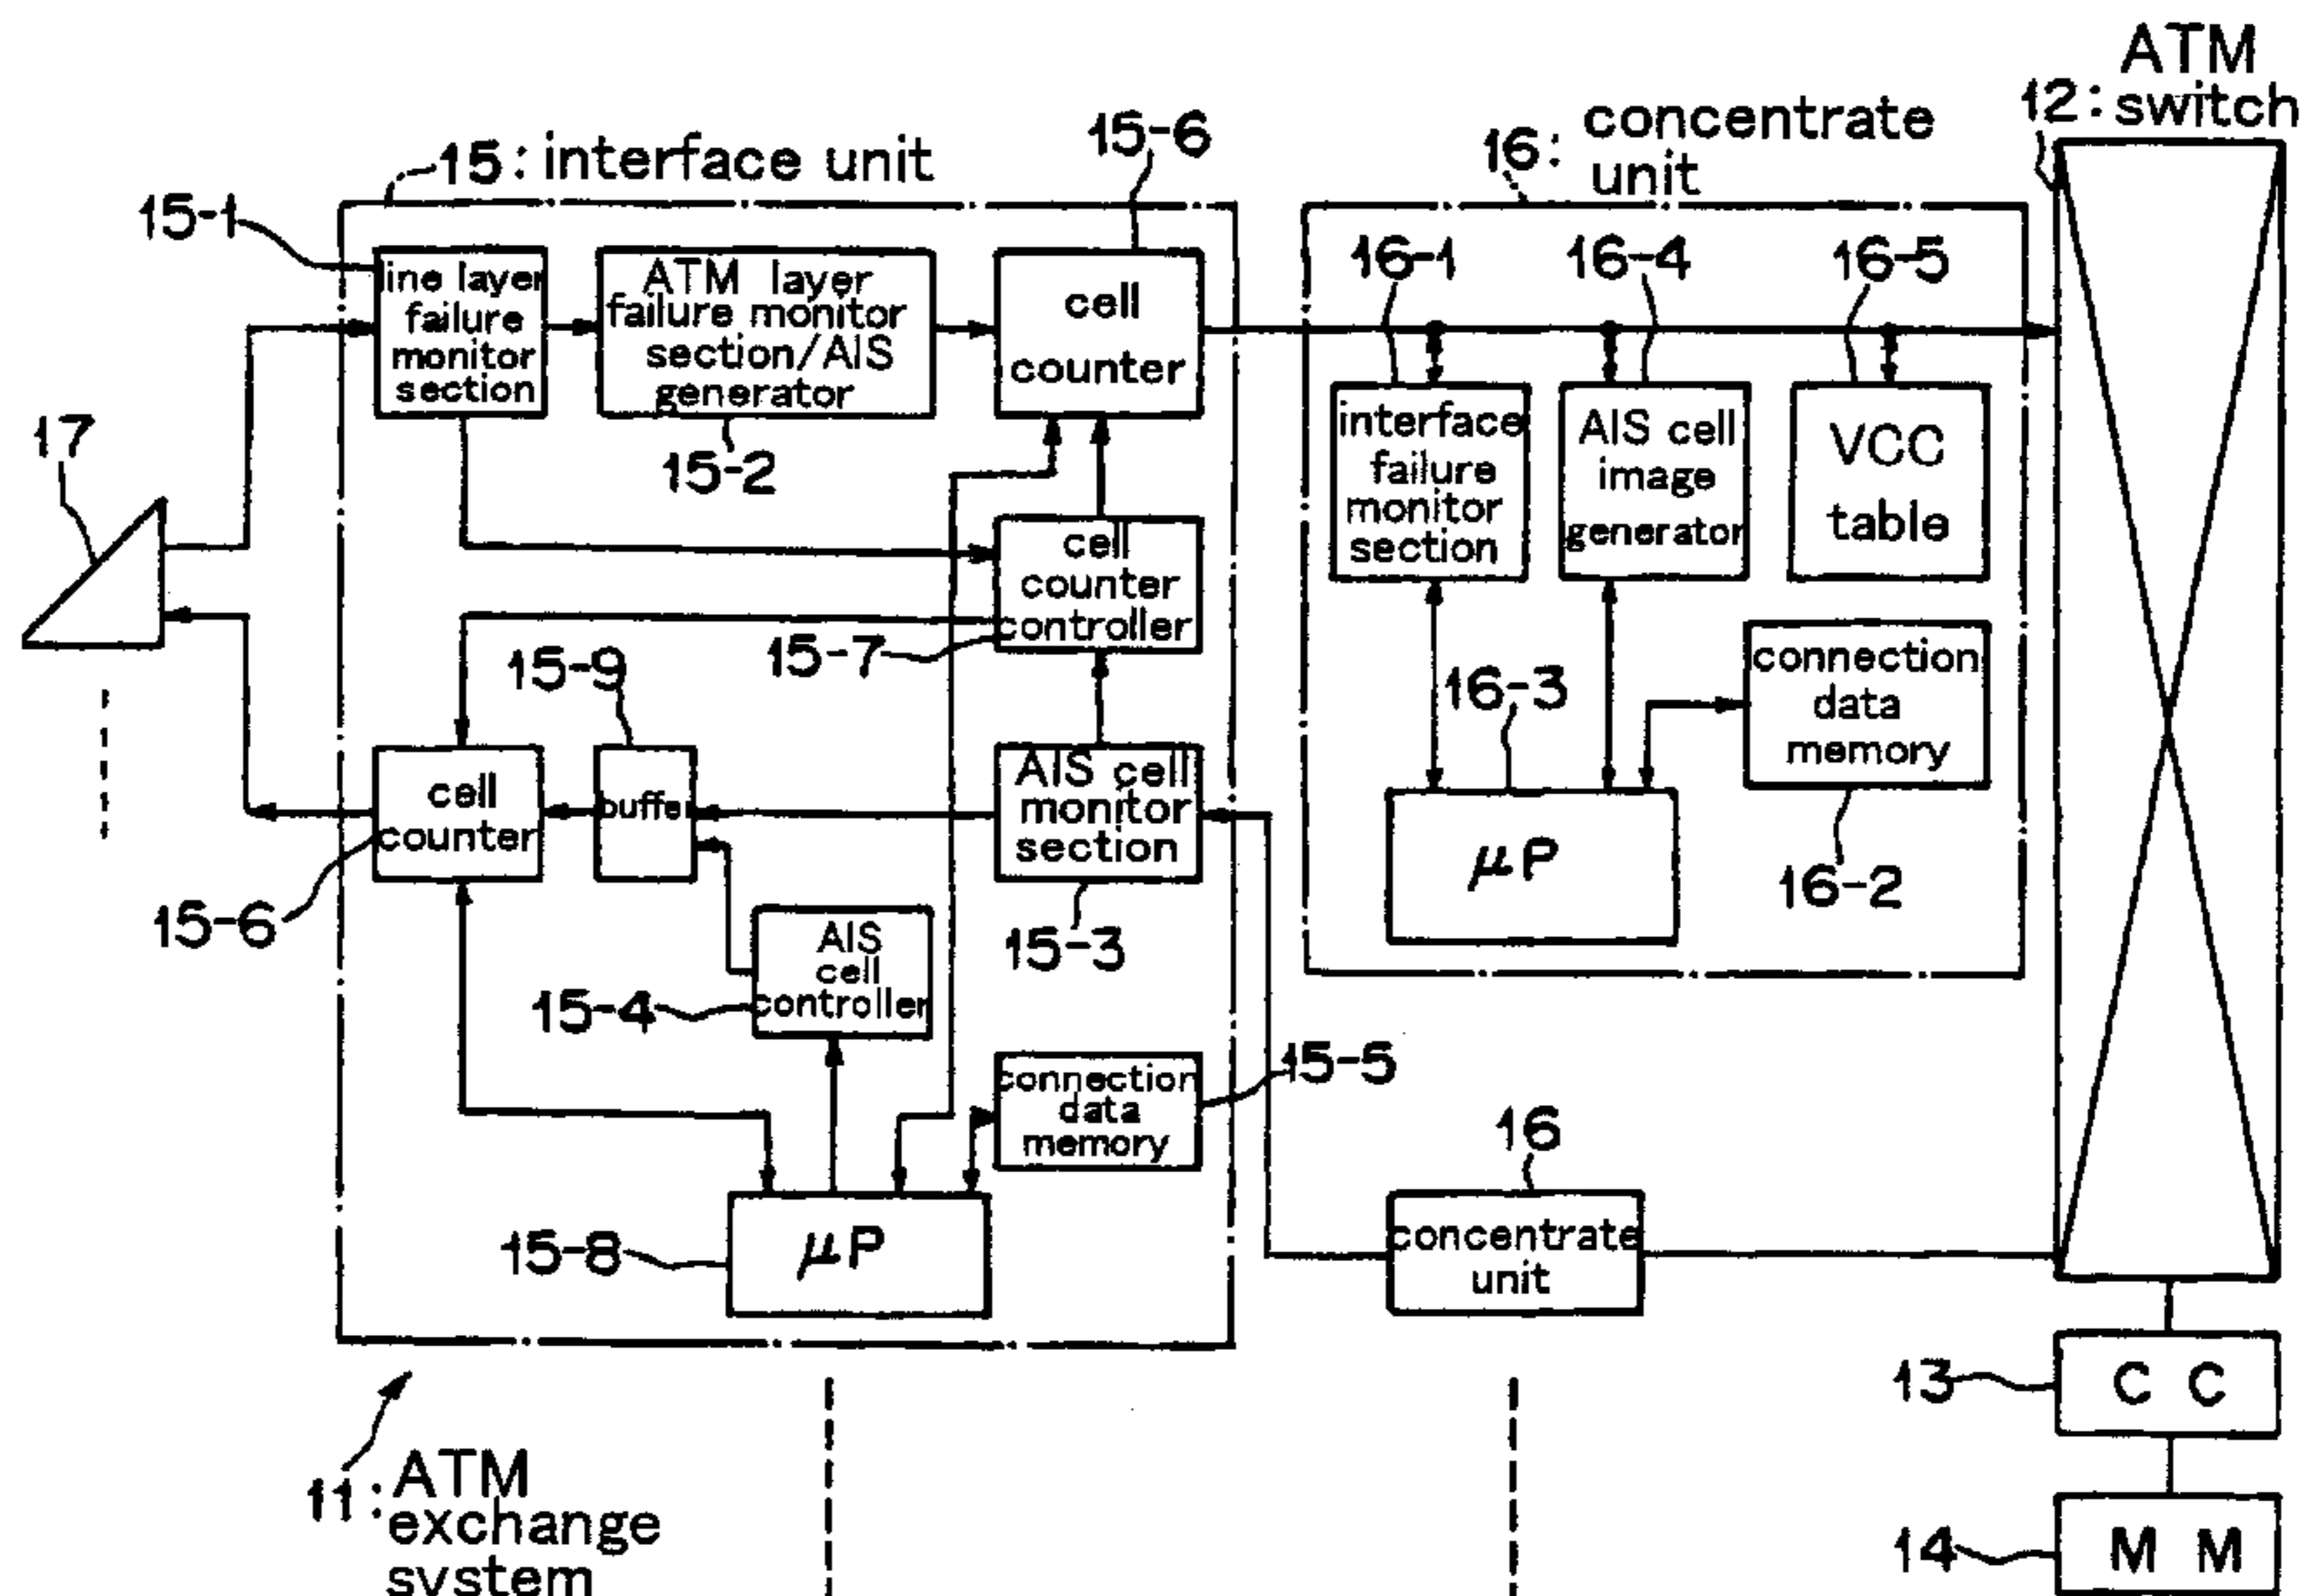 ATM
12: switch
15-6
16: concentrate
unit
15: interface unit
15-1
line layer
failure
monitor
section
ATM layer
failure monitor
section/AIS
generator
cell
counter
16-1
16-4
16-5
17
15-2
interface
failure
monitor
section
AIS cell
image
generator
VCC
table
cell
counter
controller
15-7
15-9
16-3
connection
data
memory
cell
counter
buffer
AIS cell
monitor
section
μP
16-2
15-6
15-3
AIS
cell
controller
15-4
connection
data
memory
15-5
16
15-8
μP
concentrate
unit
13
C C
11: ATM
exchange
system
14
M M